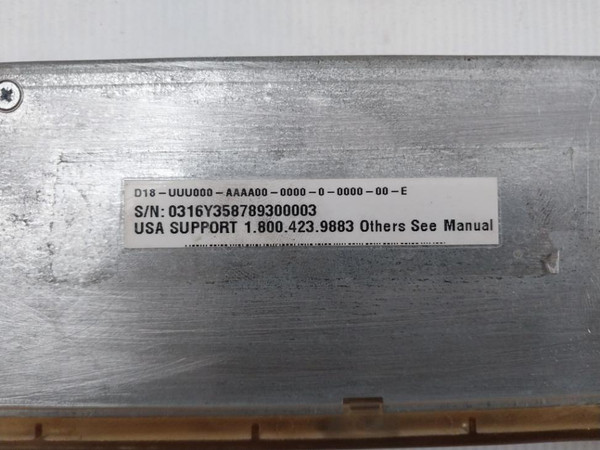 D18-UUU000-AAAA00-0000-0-0000-00-E
S/N: 0316Y358789300003
USA SUPPORT 1.800.423.9883 Others See Manual